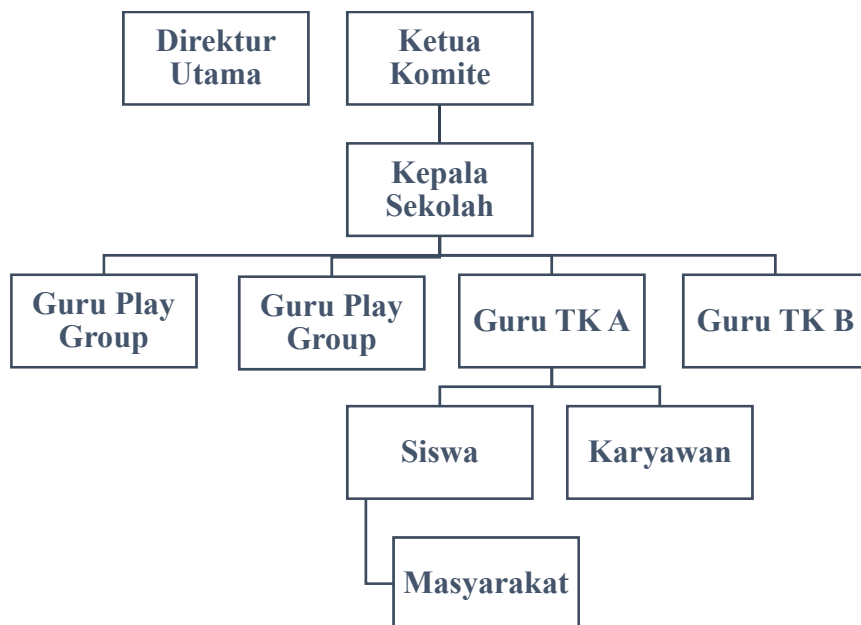 Direktur
Utama
Ketua
Komite
Kepala
Sekolah
Guru Play
Group
Guru Play
Group
Guru TK A
Guru TK B
Siswa
Karyawan
Masyarakat